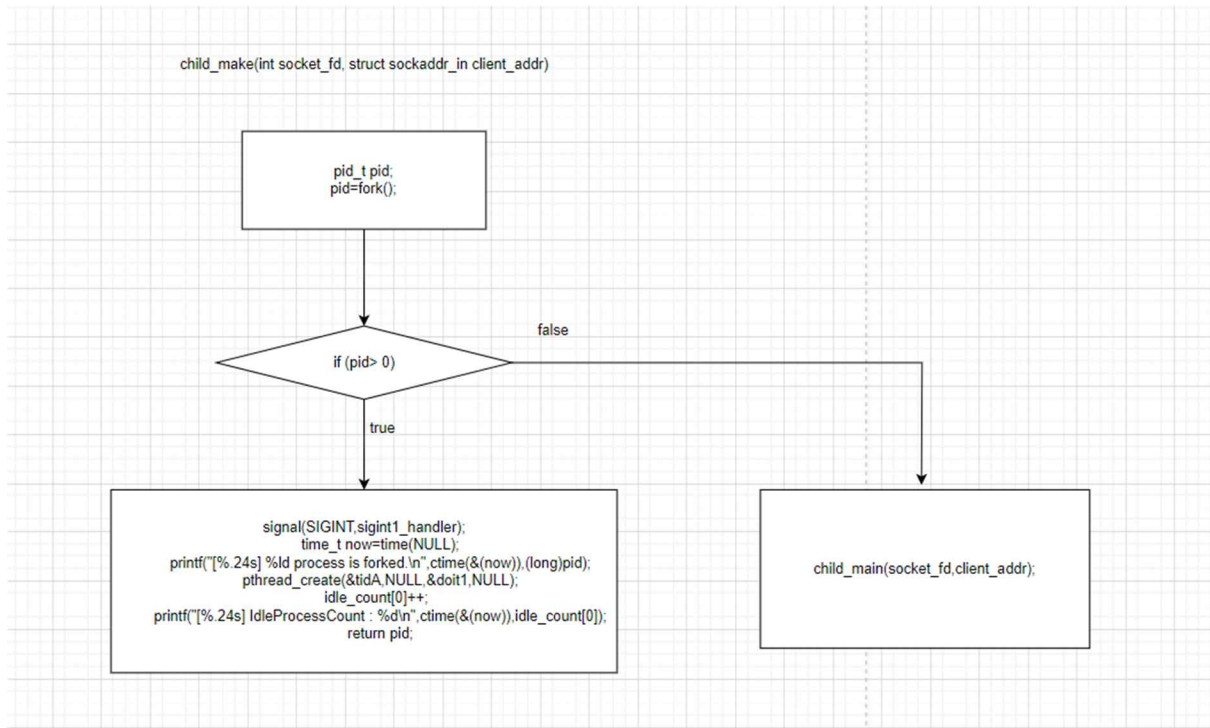 child_make(int socket_fd, struct sockaddr_in client_addr)
pid_t pid;
pid=fork();
if (pid> 0)
false
true
signal(SIGINT,sigint1_handler);
time_t now=time(NULL);
printf("[%.24s] %ld process is forked.\n",ctime(&(now)),(long)pid);
pthread_create(&tidA,NULL,&doit1,NULL);
idle_count[0]++;
printf("[%.24s] IdleProcessCount : %d\n",ctime(&(now)),idle_count[0]);
return pid;
child_main(socket_fd,client_addr);